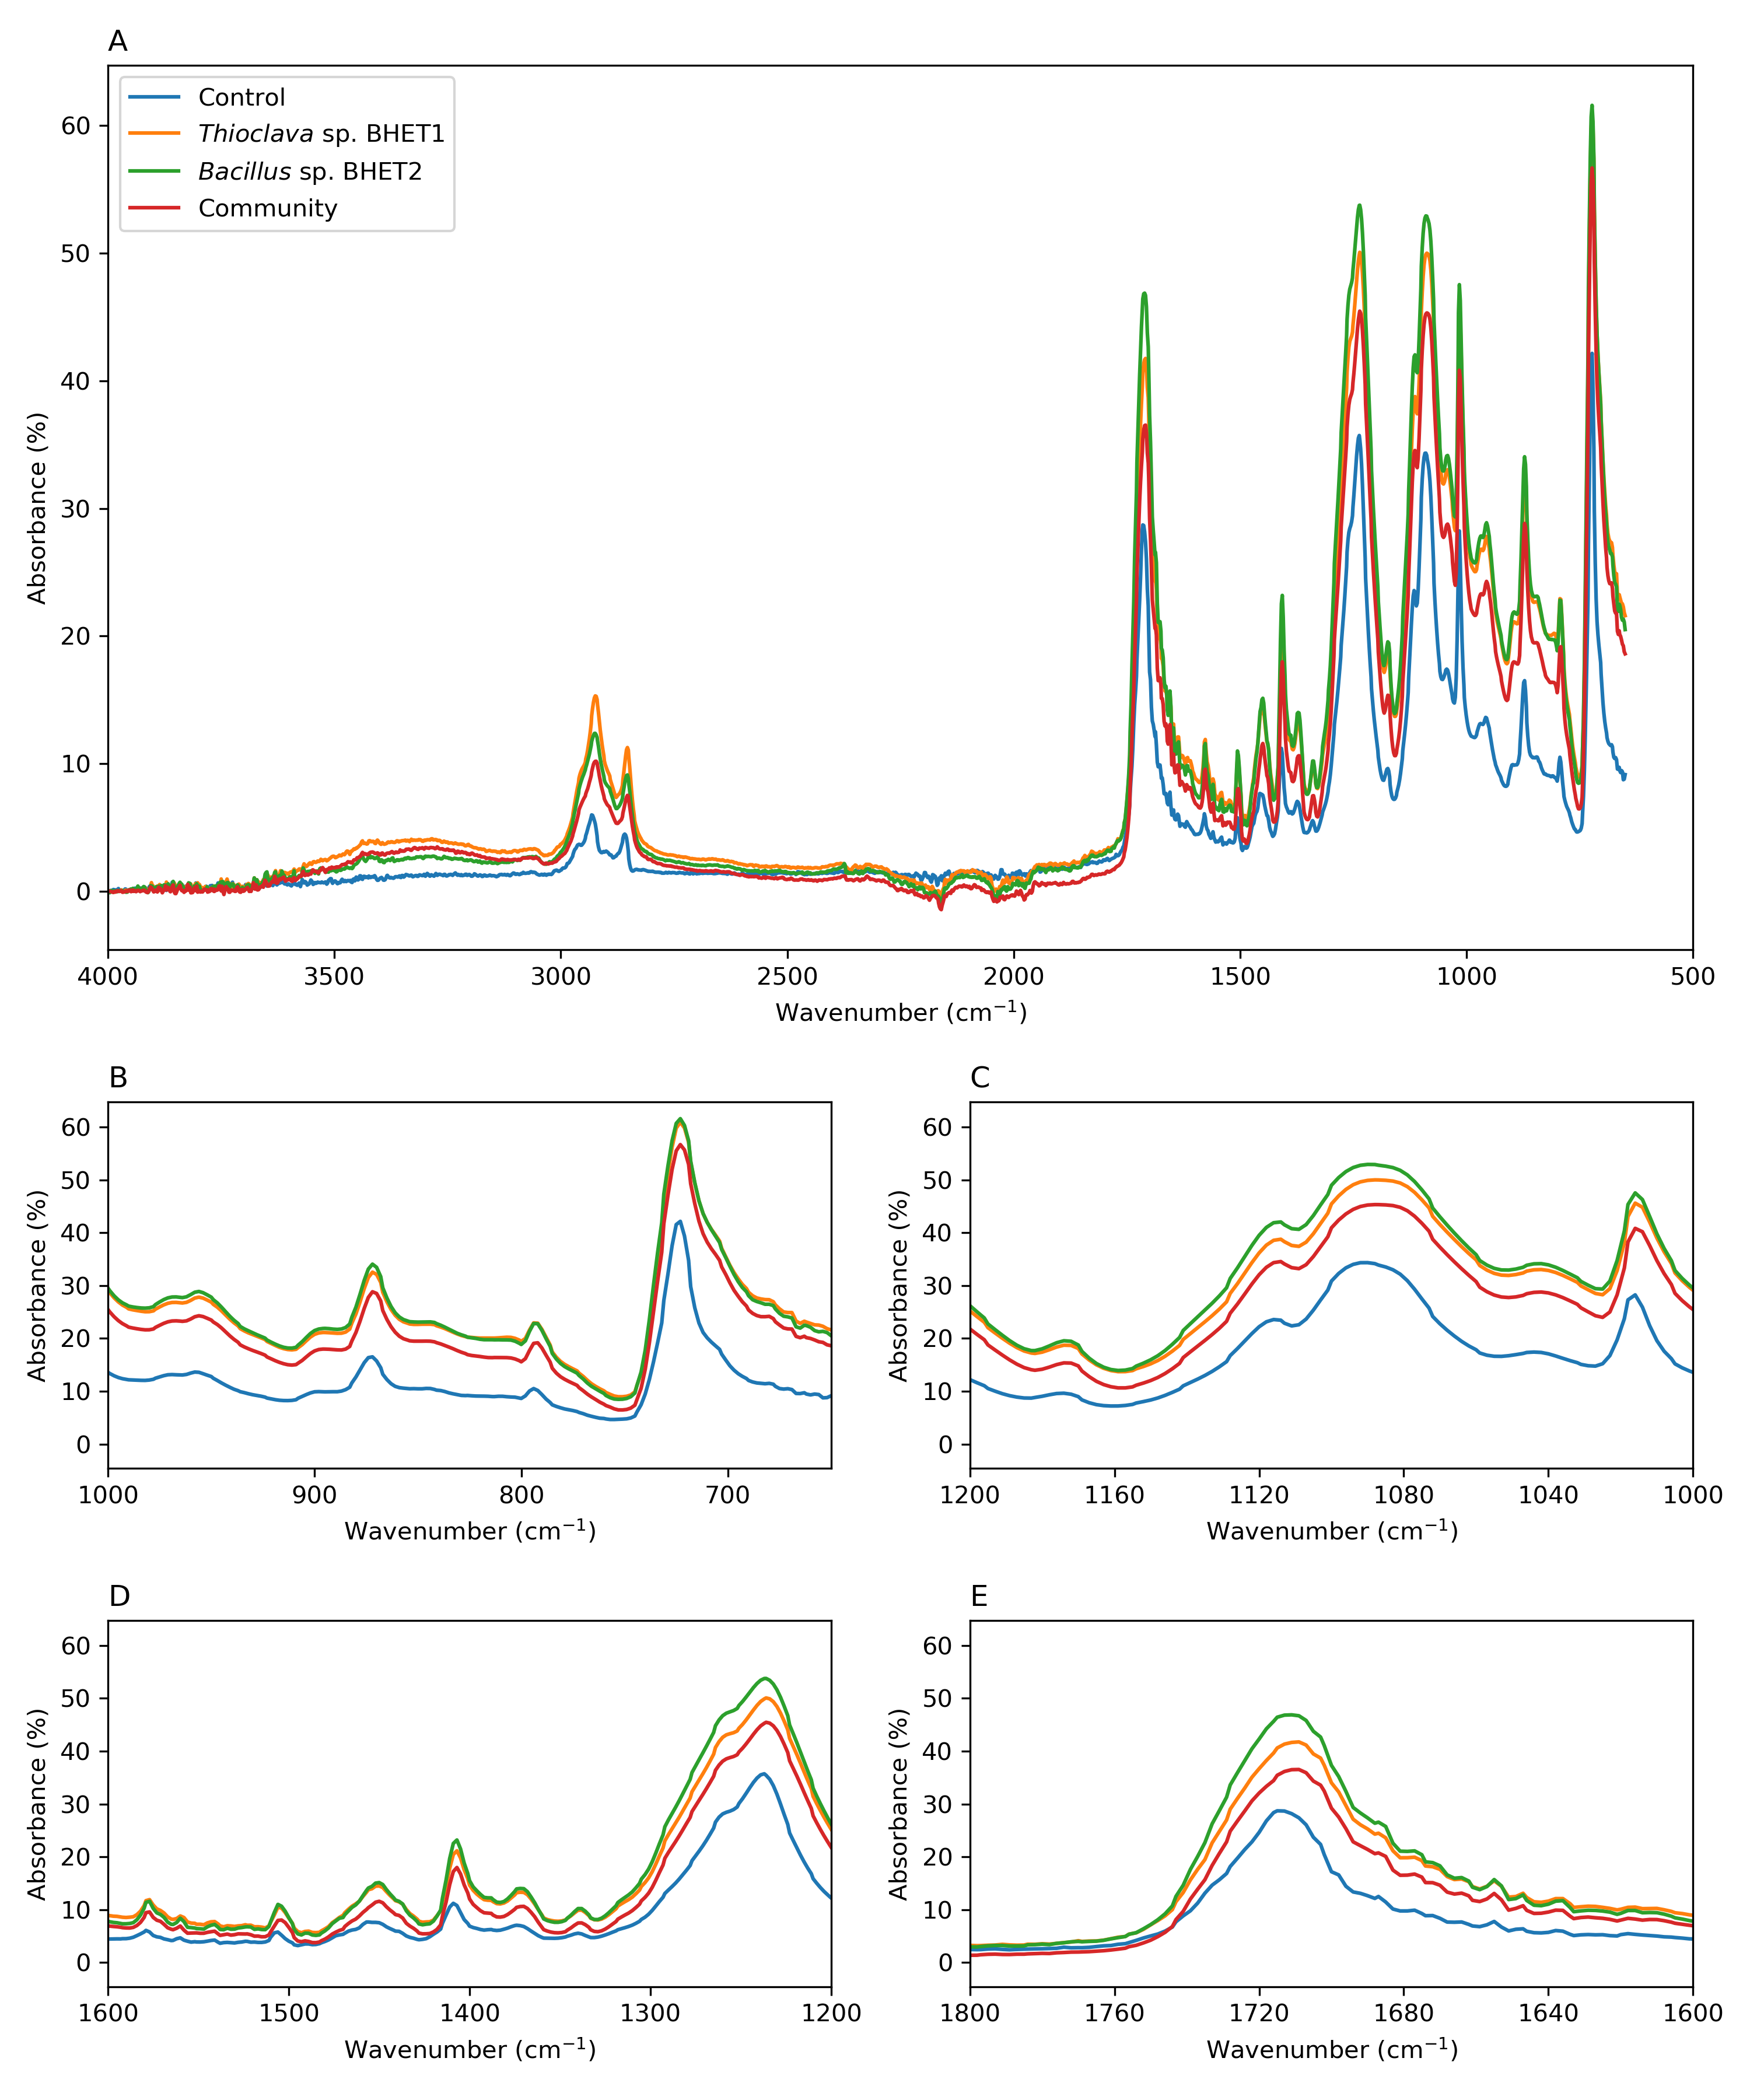 A
Control
Thioclava sp. BHET1
Bacillus sp. BHET2
Community
60
50
40
30
20
10
0
Absorbance (%)
4000 3500 3000 2500 2000 1500 1000 500
Wavenumber (cm⁻¹)
B
60
50
40
30
20
10
0
Absorbance (%)
1000 900 800 700
Wavenumber (cm⁻¹)
C
60
50
40
30
20
10
0
Absorbance (%)
1200 1160 1120 1080 1040 1000
Wavenumber (cm⁻¹)
D
60
50
40
30
20
10
0
Absorbance (%)
1600 1500 1400 1300 1200
Wavenumber (cm⁻¹)
E
60
50
40
30
20
10
0
Absorbance (%)
1800 1760 1720 1680 1640 1600
Wavenumber (cm⁻¹)